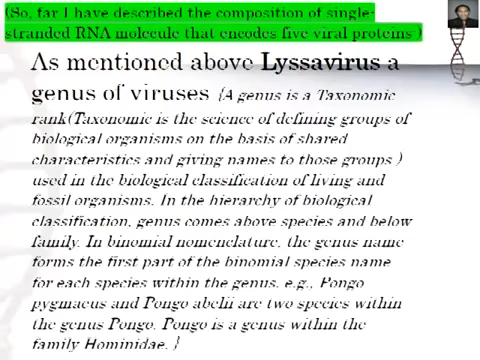 (So, far I have described the composition of single-
stranded RNA molecule that encodes five viral proteins )
As mentioned above Lyssavirus a
genus of viruses {A genus is a Taxonomic
rank(Taxonomic is the science of defining groups of
biological organisms on the basis of shared
characteristics and giving names to those groups )
used in the biological classification of living and
fossil organisms. In the hierarchy of biological
classification, genus comes above species and below
family. In binomial nomenclature, the genus name
forms the first part of the binomial species name
for each species within the genus. e.g., Pongo
pygmaeus and Pongo abelii are two species within
the genus Pongo. Pongo is a genus within the
family Hominidae. }